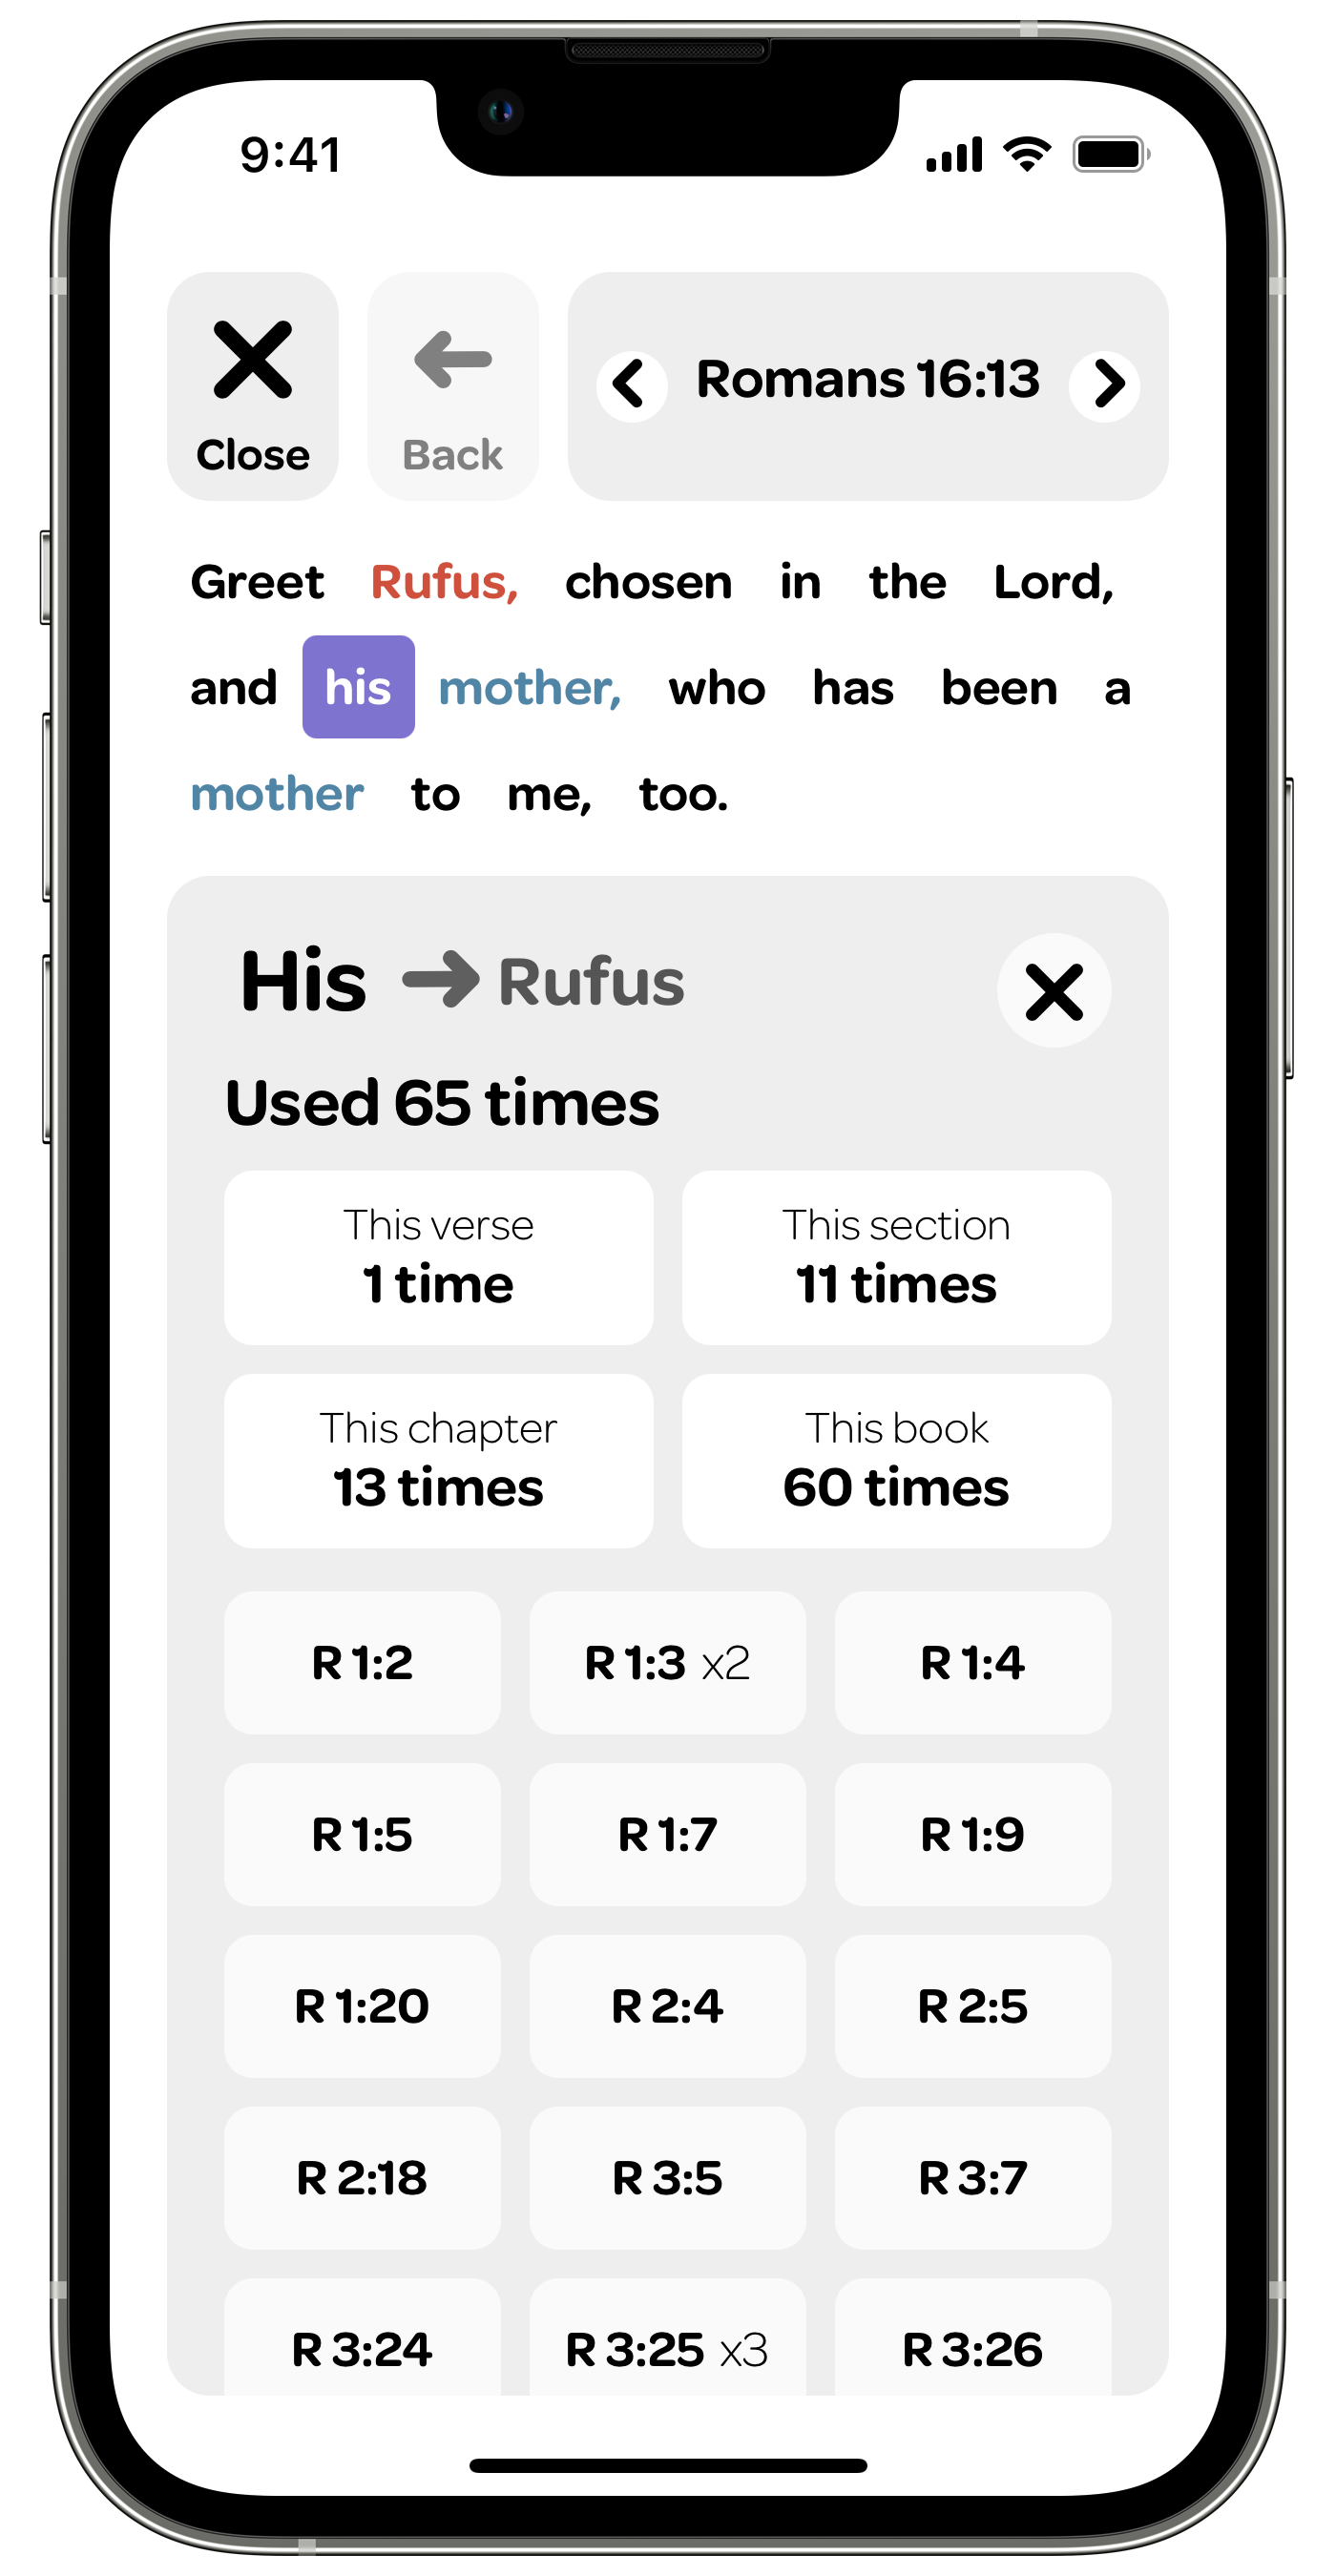 9:41
Close
Back
Romans 16:13
Greet Rufus, chosen in the Lord,
and his mother, who has been a
mother to me, too.
His → Rufus
Used 65 times
This verse
1 time
This section
11 times
This chapter
13 times
This book
60 times
R 1:2
R 1:3 x2
R 1:4
R 1:5
R 1:7
R 1:9
R 1:20
R 2:4
R 2:5
R 2:18
R 3:5
R 3:7
R 3:24
R 3:25 x3
R 3:26